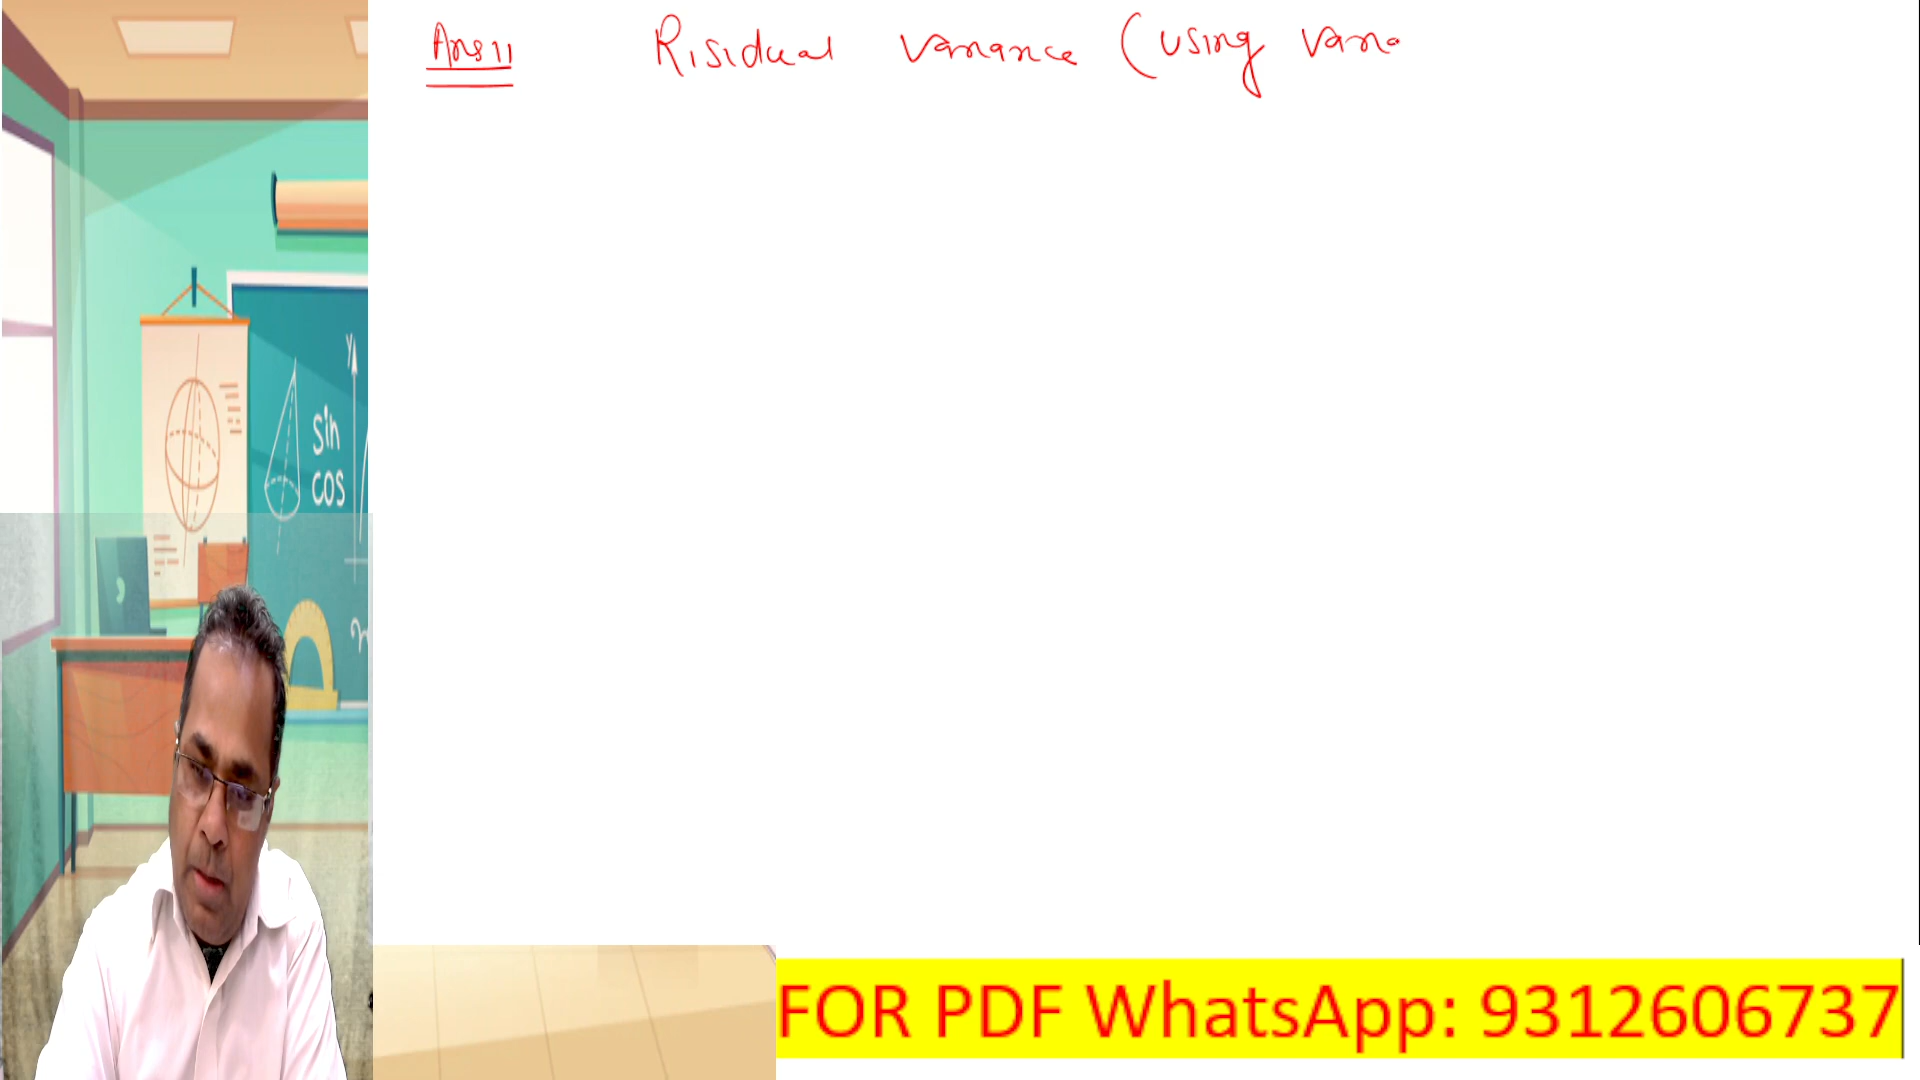 Ans 11 Risidual variance (using varia
sin
cos
y
FOR PDF WhatsApp: 9312606737